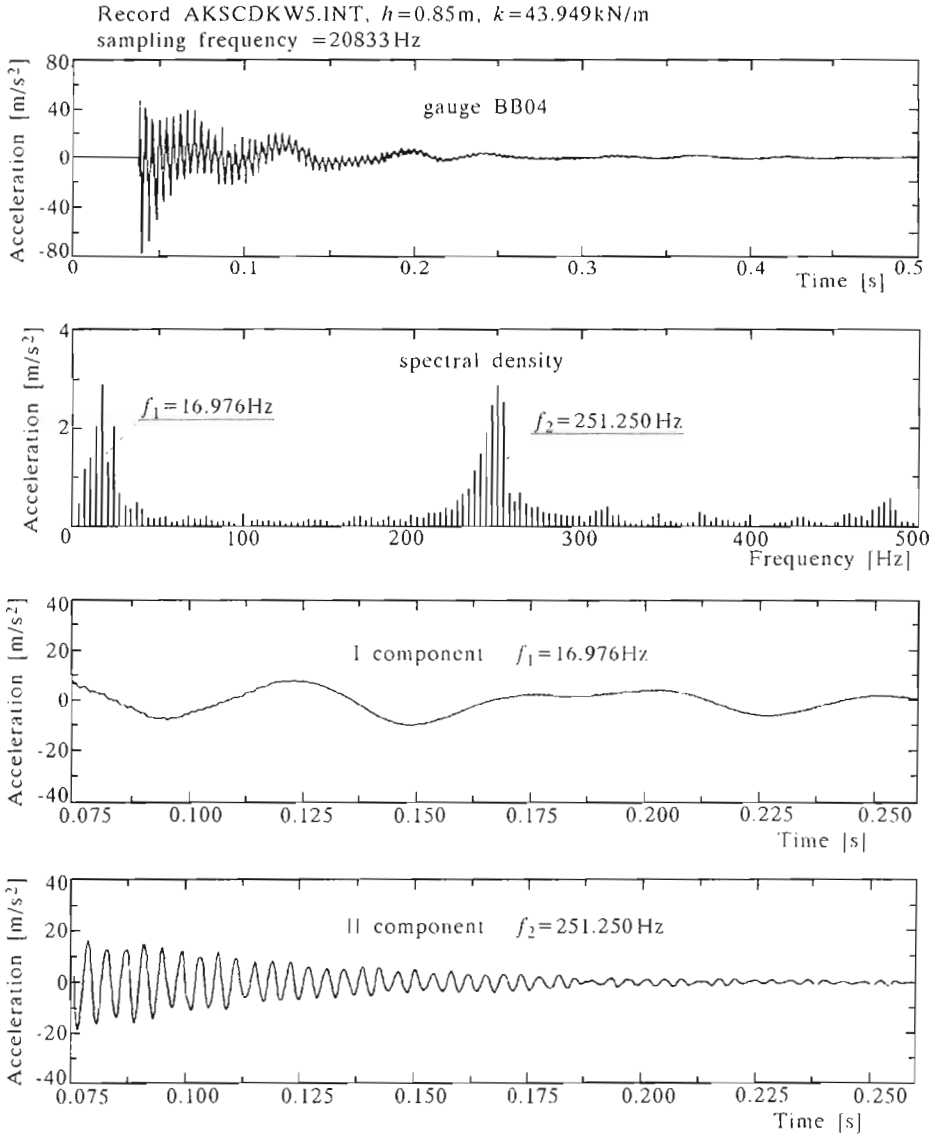 Record AKSCDKW5.INT, h=0.85m, k=43.949kN/m
sampling frequency =20833Hz
Acceleration [m/s²]
80
40
0
-40
-80
gauge BB04
0 0.1 0.2 0.3 0.4 0.5
Time [s]
Acceleration [m/s²]
4
2
0
spectral density
f₁=16.976Hz
f₂=251.250Hz
0 100 200 300 400 500
Frequency [Hz]
Acceleration [m/s²]
40
20
0
-20
-40
I component f₁=16.976Hz
0.075 0.100 0.125 0.150 0.175 0.200 0.225 0.250
Time [s]
Acceleration [m/s²]
40
20
0
-20
-40
II component f₂=251.250Hz
0.075 0.100 0.125 0.150 0.175 0.200 0.225 0.250
Time [s]